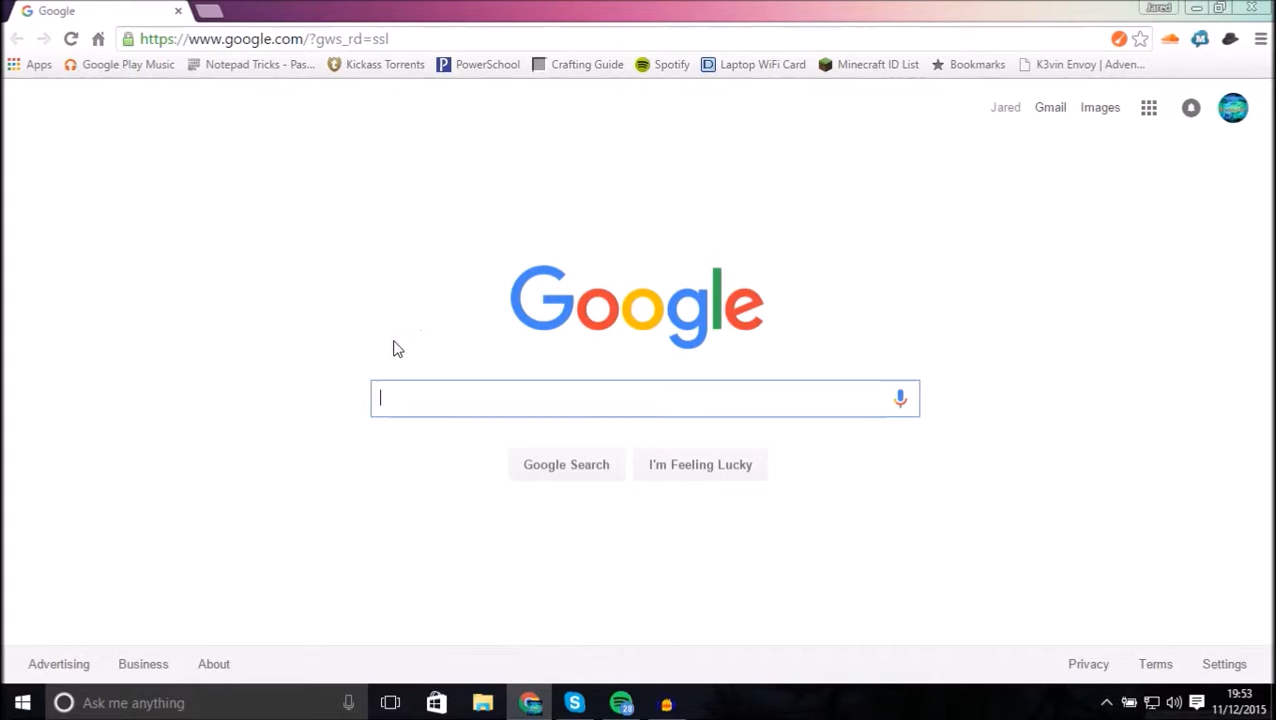 Google
Jared
https://www.google.com/?gws_rd=ssl
Apps Google Play Music Notepad Tricks - Pas... Kickass Torrents PowerSchool Crafting Guide Spotify Laptop WiFi Card Minecraft ID List Bookmarks K3vin Envoy | Adven...
Jared Gmail Images
Google
Google Search I'm Feeling Lucky
Advertising Business About Privacy Terms Settings
Ask me anything
28
19:53
11/12/2015